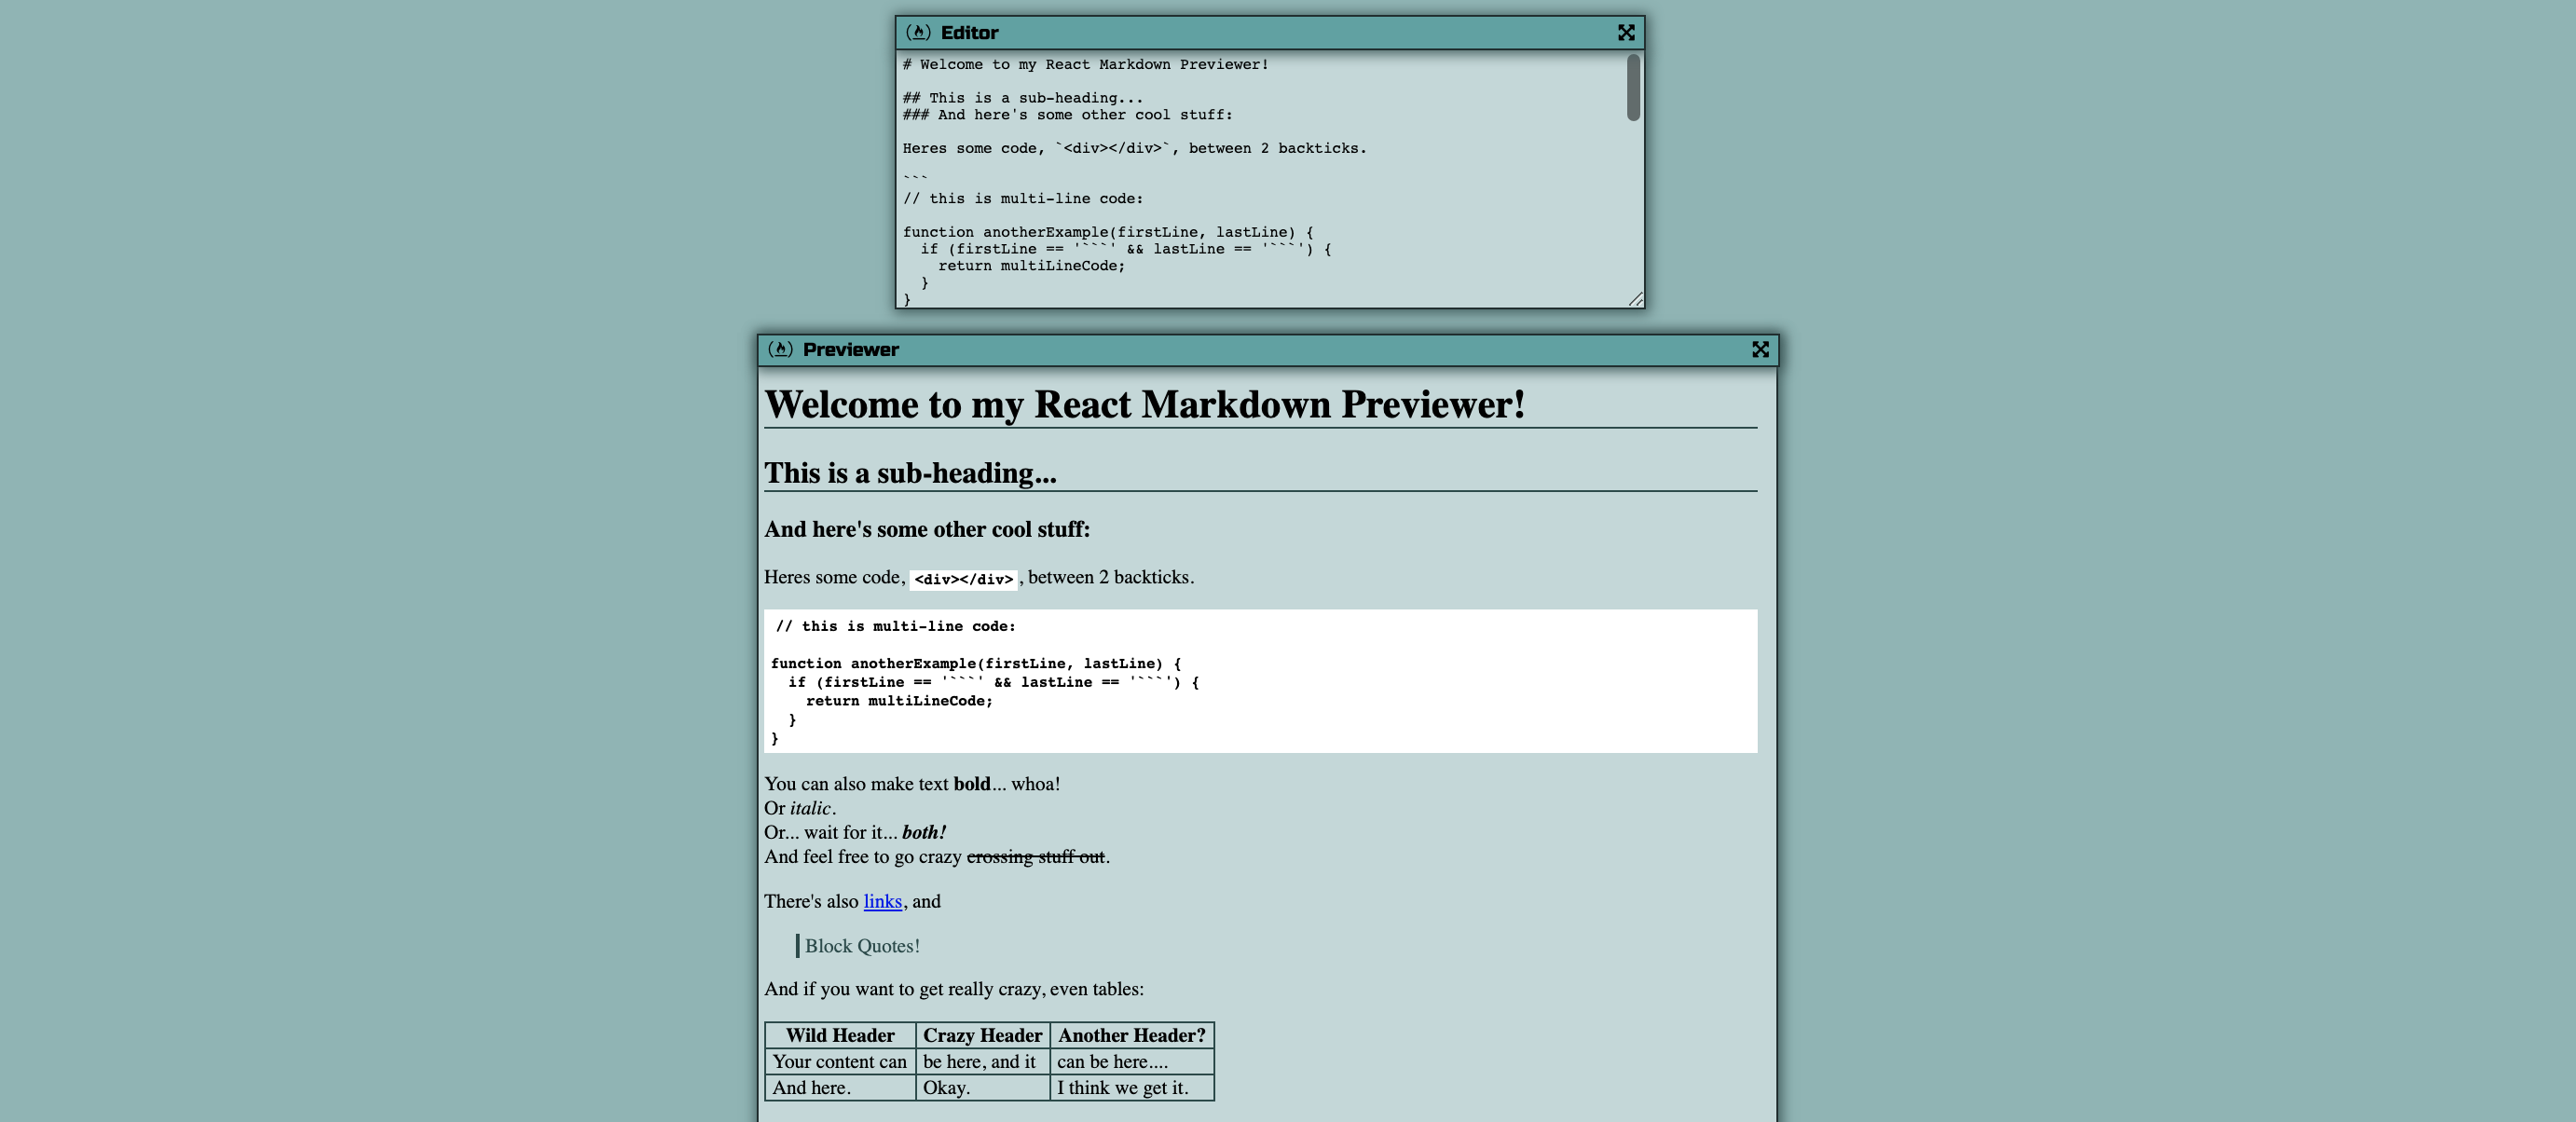 Editor
# Welcome to my React Markdown Previewer!
## This is a sub-heading...
### And here's some other cool stuff:
Heres some code, `<div></div>`, between 2 backticks.
```
// this is multi-line code:
function anotherExample(firstLine, lastLine) {
  if (firstLine == '```' && lastLine == '```') {
    return multiLineCode;
  }
}
Previewer
Welcome to my React Markdown Previewer!
This is a sub-heading...
And here's some other cool stuff:
Heres some code, <div></div>, between 2 backticks.
// this is multi-line code:
function anotherExample(firstLine, lastLine) {
  if (firstLine == '```' && lastLine == '```') {
    return multiLineCode;
  }
}
You can also make text bold... whoa!
Or italic.
Or... wait for it... both!
And feel free to go crazy crossing stuff out.
There's also links, and
Block Quotes!
And if you want to get really crazy, even tables:
Wild Header Crazy Header Another Header?
Your content can be here, and it can be here....
And here. Okay. I think we get it.